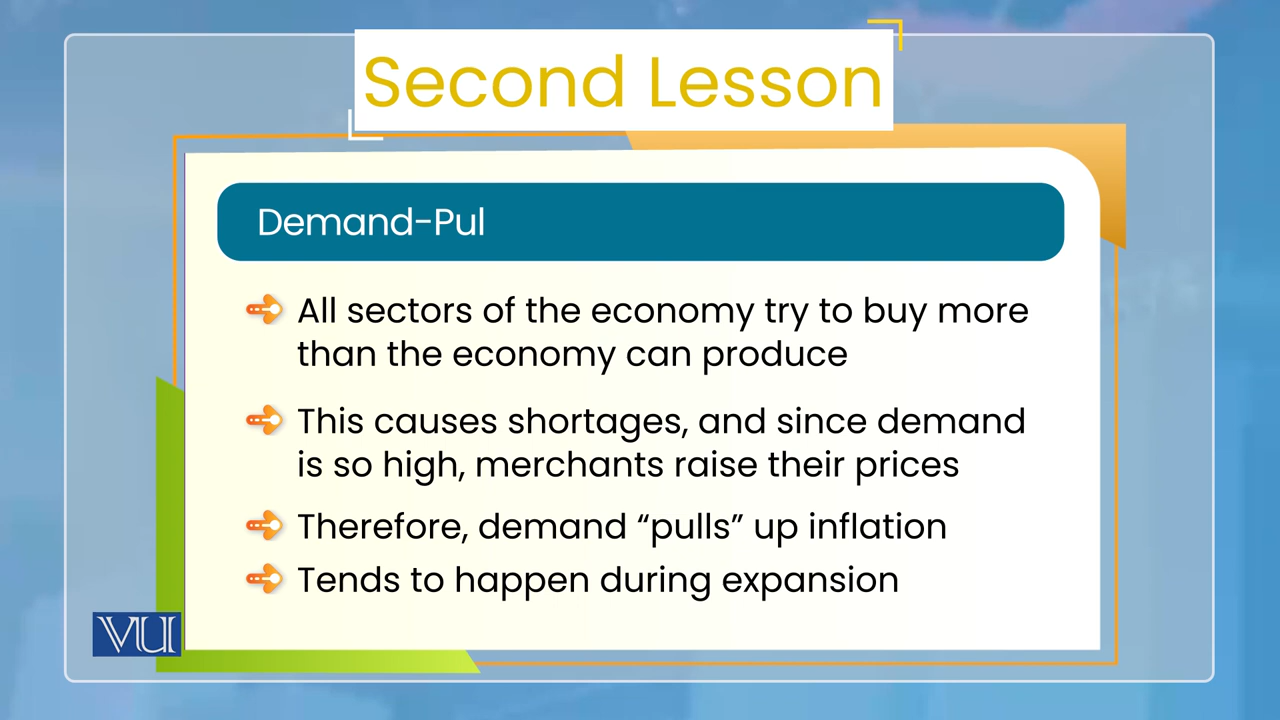 Second Lesson
Demand-Pul
All sectors of the economy try to buy more
than the economy can produce
This causes shortages, and since demand
is so high, merchants raise their prices
Therefore, demand “pulls” up inflation
Tends to happen during expansion
VU